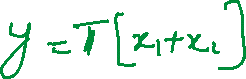 y = T[x₁+x₂]